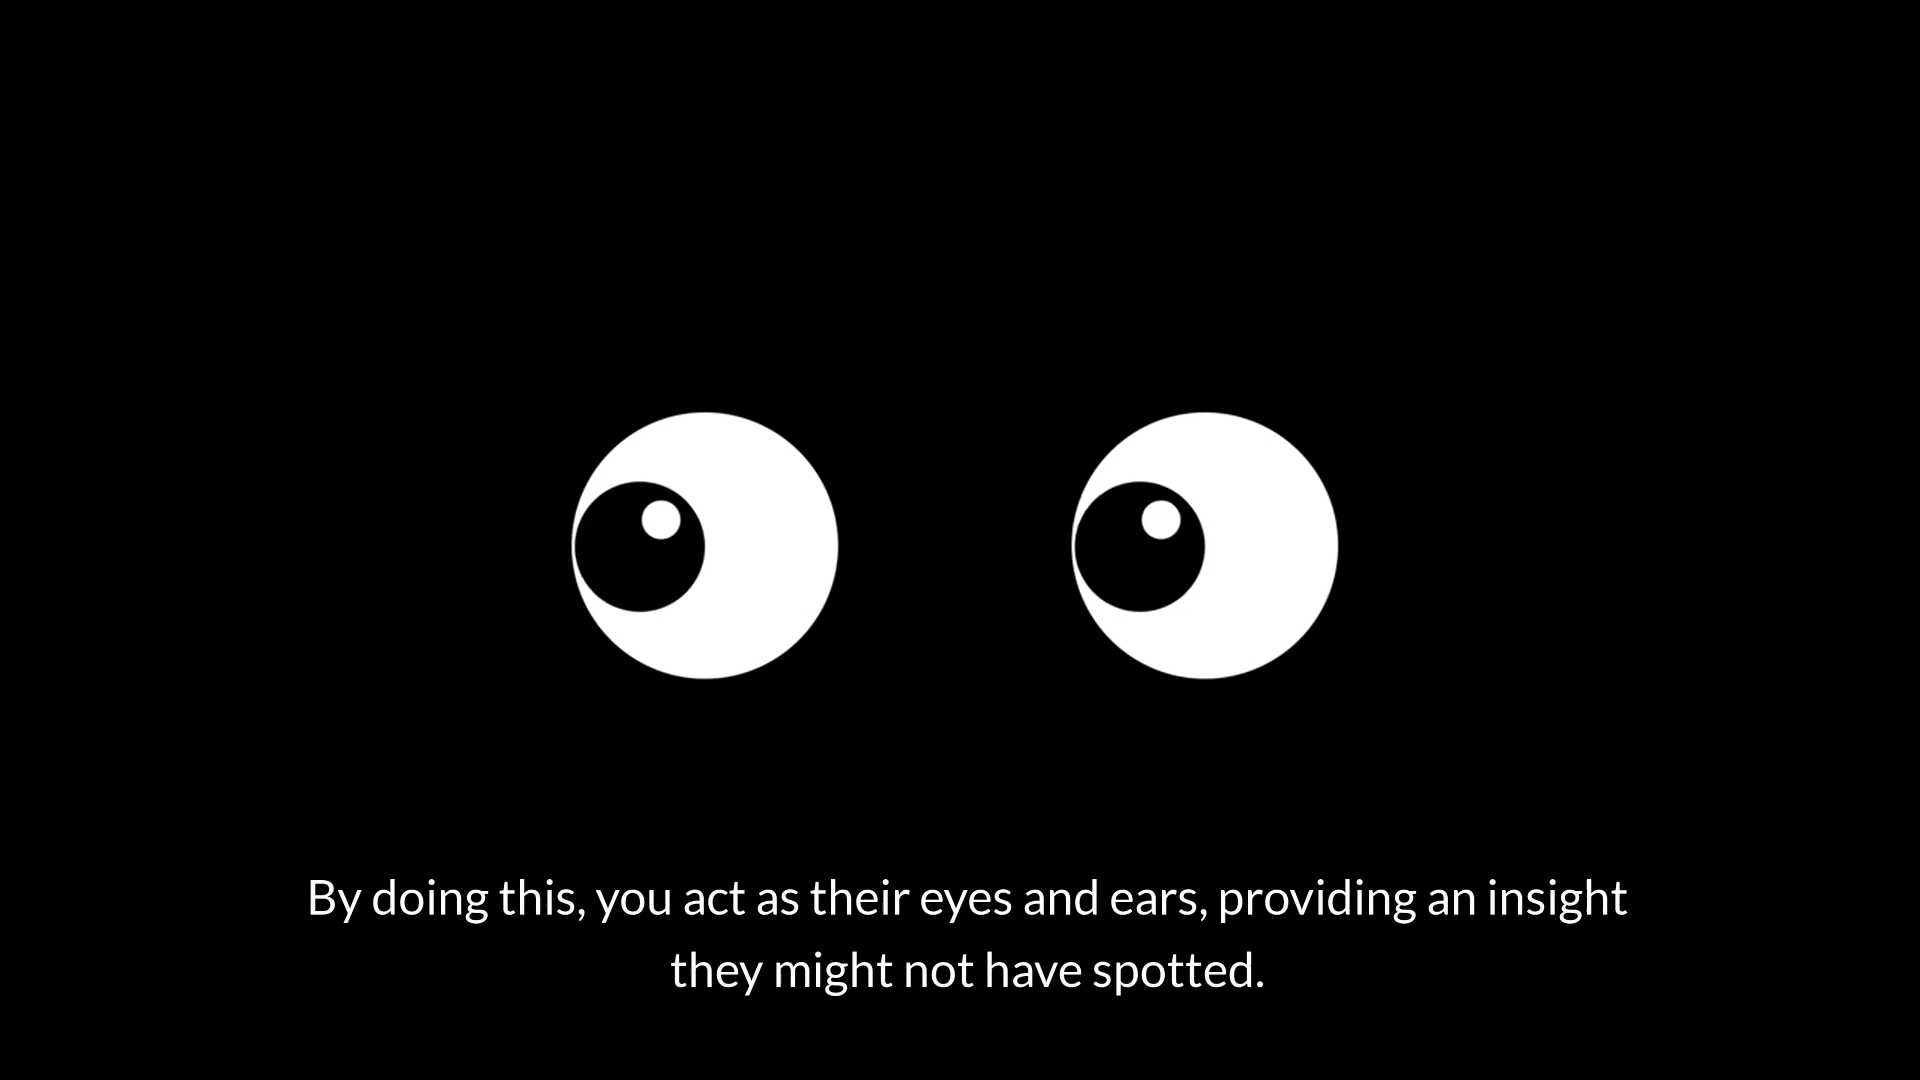 By doing this, you act as their eyes and ears, providing an insight
they might not have spotted.